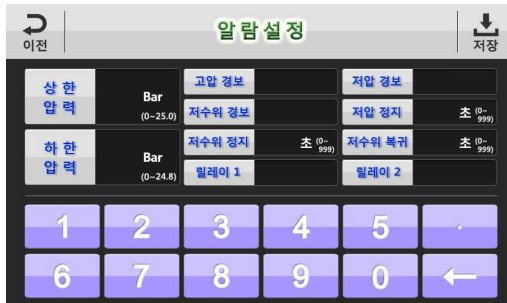 이전
알람설정
저장
상 한
압 력
Bar
(0~25.0)
고압 경보
저압 경보
저수위 경보
저압 정지
초 (0~
999)
하 한
압 력
Bar
(0~24.8)
저수위 정지
초 (0~
999)
저수위 복귀
초 (0~
999)
릴레이 1
릴레이 2
1 2 3 4 5 .
6 7 8 9 0 ←